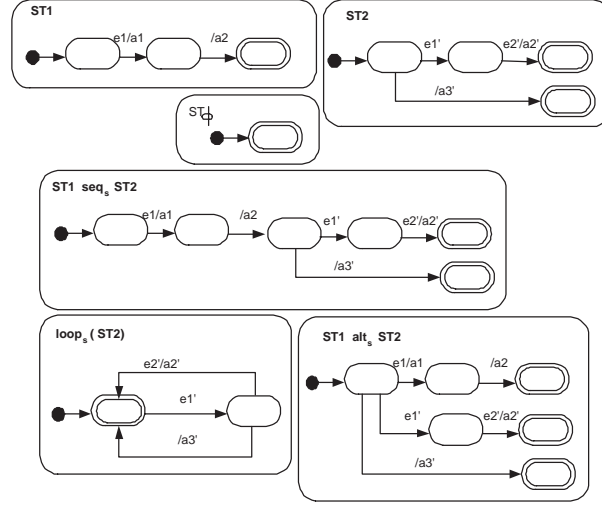 ST1
e1/a1
/a2
ST2
e1'
e2'/a2'
/a3'
STϕ
ST1 seqs ST2
e1/a1
/a2
e1'
e2'/a2'
/a3'
loops ( ST2)
e2'/a2'
e1'
/a3'
ST1 alts ST2
e1/a1
/a2
e1'
e2'/a2'
/a3'